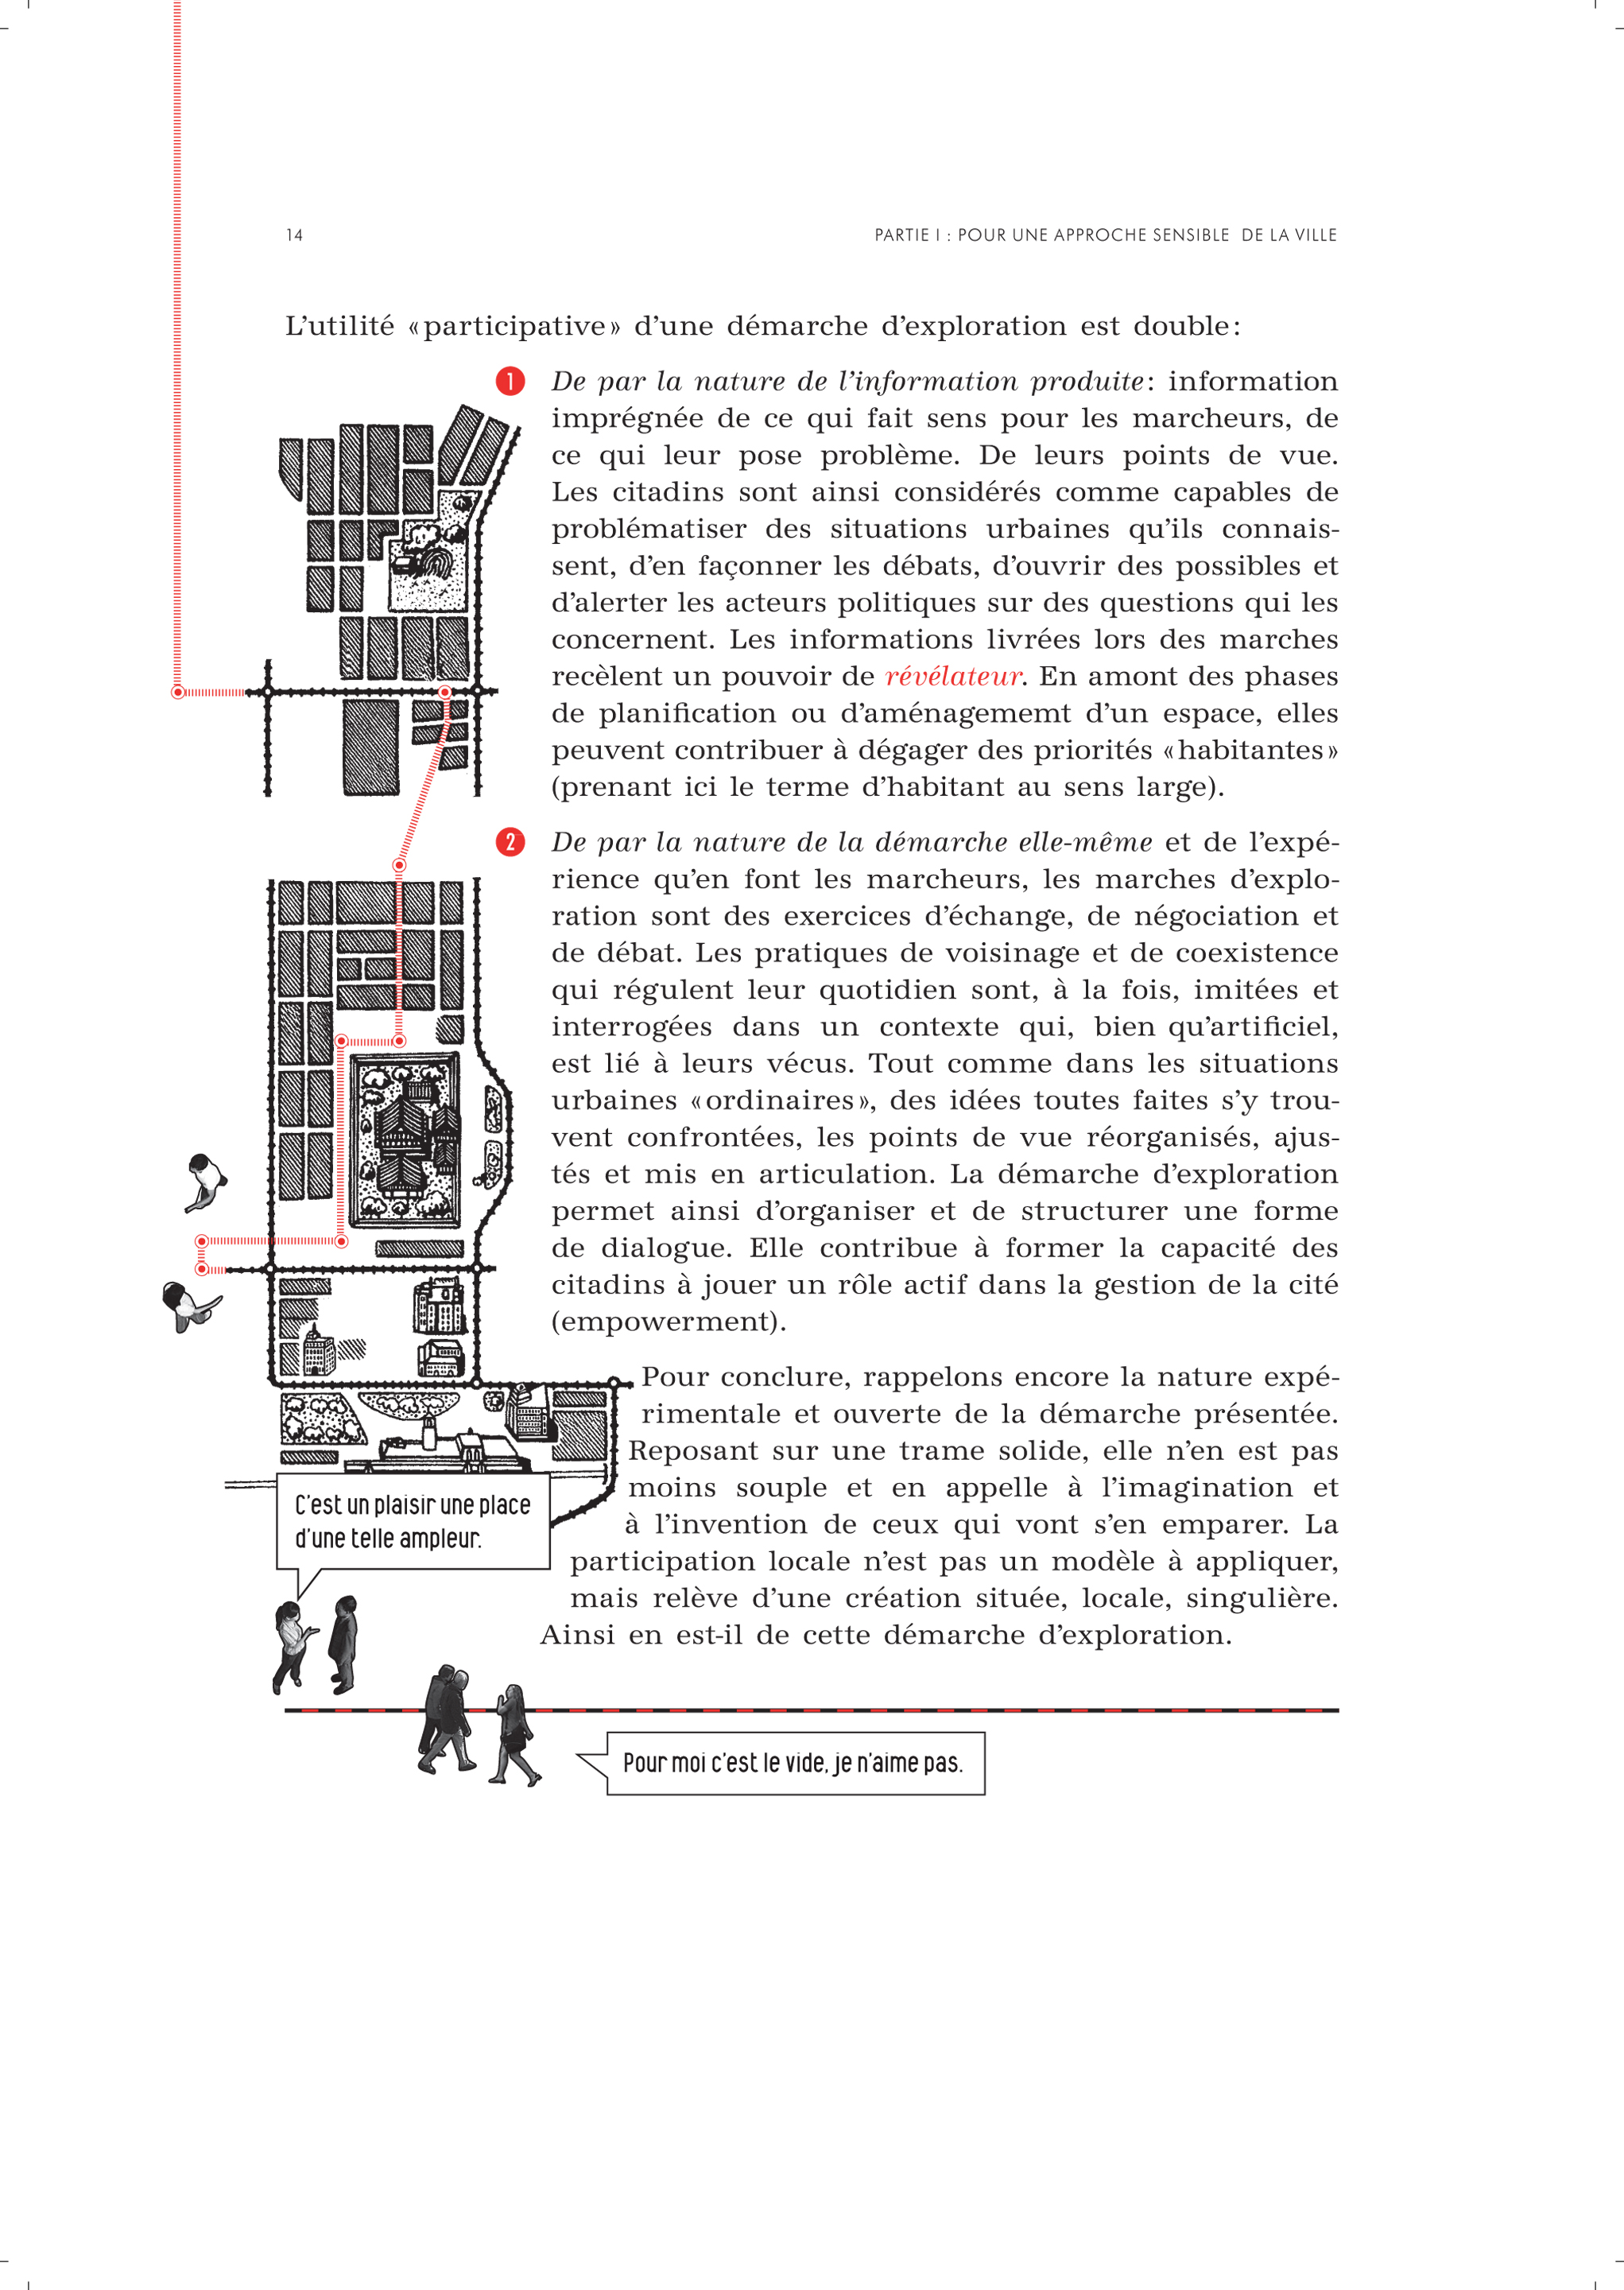 14
PARTIE I : POUR UNE APPROCHE SENSIBLE DE LA VILLE
L'utilité «participative» d'une démarche d'exploration est double:
1 De par la nature de l'information produite: information
imprégnée de ce qui fait sens pour les marcheurs, de
ce qui leur pose problème. De leurs points de vue.
Les citadins sont ainsi considérés comme capables de
problématiser des situations urbaines qu'ils connais-
sent, d'en façonner les débats, d'ouvrir des possibles et
d'alerter les acteurs politiques sur des questions qui les
concernent. Les informations livrées lors des marches
recèlent un pouvoir de révélateur. En amont des phases
de planification ou d'aménagememt d'un espace, elles
peuvent contribuer à dégager des priorités «habitantes»
(prenant ici le terme d'habitant au sens large).
2 De par la nature de la démarche elle-même et de l'expé-
rience qu'en font les marcheurs, les marches d'explo-
ration sont des exercices d'échange, de négociation et
de débat. Les pratiques de voisinage et de coexistence
qui régulent leur quotidien sont, à la fois, imitées et
interrogées dans un contexte qui, bien qu'artificiel,
est lié à leurs vécus. Tout comme dans les situations
urbaines «ordinaires», des idées toutes faites s'y trou-
vent confrontées, les points de vue réorganisés, ajus-
tés et mis en articulation. La démarche d'exploration
permet ainsi d'organiser et de structurer une forme
de dialogue. Elle contribue à former la capacité des
citadins à jouer un rôle actif dans la gestion de la cité
(empowerment).
Pour conclure, rappelons encore la nature expé-
rimentale et ouverte de la démarche présentée.
Reposant sur une trame solide, elle n'en est pas
moins souple et en appelle à l'imagination et
à l'invention de ceux qui vont s'en emparer. La
participation locale n'est pas un modèle à appliquer,
mais relève d'une création située, locale, singulière.
Ainsi en est-il de cette démarche d'exploration.
C'est un plaisir une place
d'une telle ampleur.
Pour moi c'est le vide, je n'aime pas.